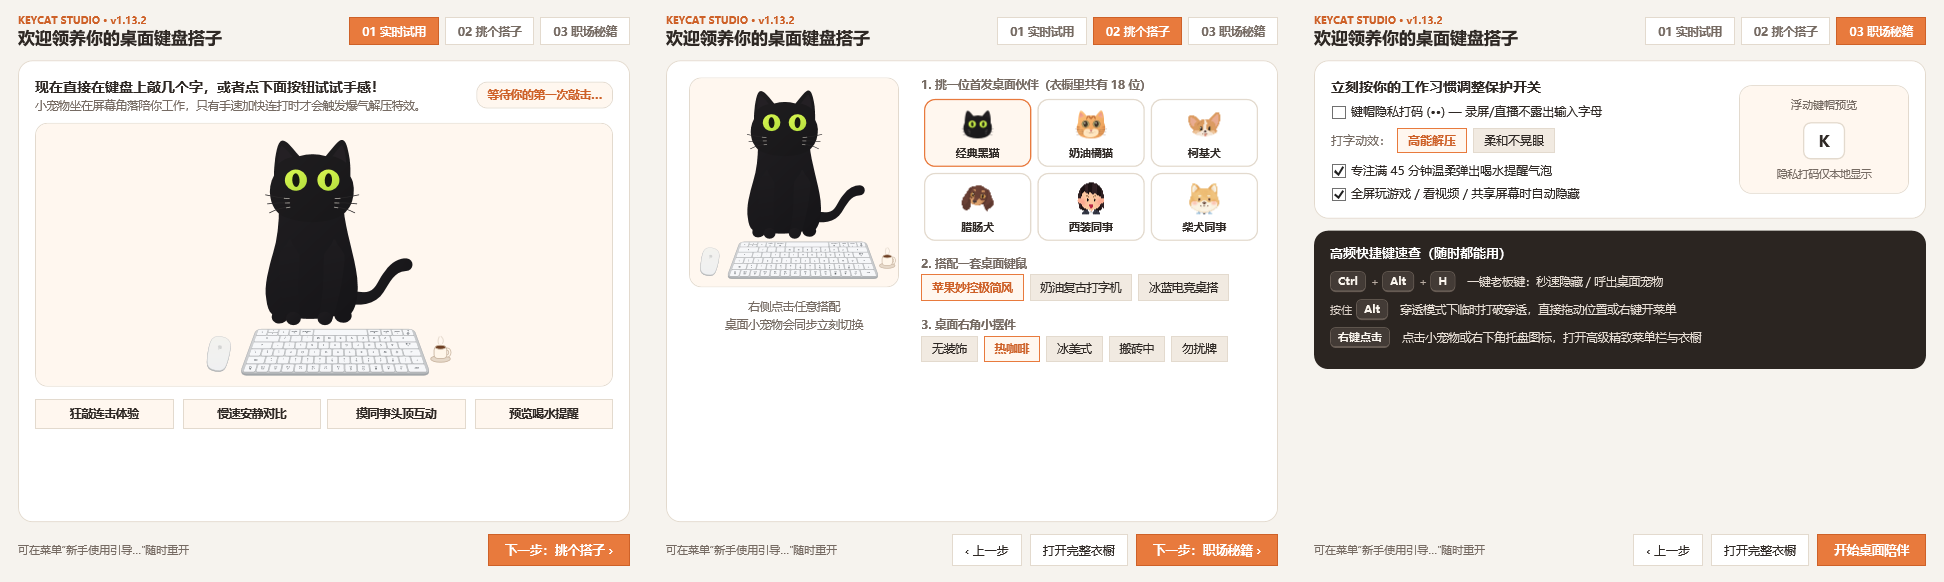 KEYCAT STUDIO • v1.13.2
欢迎领养你的桌面键盘搭子
01 实时试用
02 挑个搭子
03 职场秘籍
现在直接在键盘上敲几个字，或者点下面按钮试试手感！
小宠物坐在屏幕角落陪你工作，只有手速加快连打时才会触发爆气解压特效。
等待你的第一次敲击...
狂敲连击体验
慢速安静对比
摸同事头顶互动
预览喝水提醒
可在菜单“新手使用引导...”随时重开
下一步：挑个搭子 ›
KEYCAT STUDIO • v1.13.2
欢迎领养你的桌面键盘搭子
01 实时试用
02 挑个搭子
03 职场秘籍
右侧点击任意搭配
桌面小宠物会同步立刻切换
1. 挑一位首发桌面伙伴（衣橱里共有 18 位）
经典黑猫
奶油橘猫
柯基犬
腊肠犬
西装同事
柴犬同事
2. 搭配一套桌面键鼠
苹果妙控极简风
奶油复古打字机
冰蓝电竞桌搭
3. 桌面右角小摆件
无装饰
热咖啡
冰美式
搬砖中
勿扰牌
可在菜单“新手使用引导...”随时重开
‹ 上一步
打开完整衣橱
下一步：职场秘籍 ›
KEYCAT STUDIO • v1.13.2
欢迎领养你的桌面键盘搭子
01 实时试用
02 挑个搭子
03 职场秘籍
立刻按你的工作习惯调整保护开关
键帽隐私打码 (••) — 录屏/直播不露出输入字母
打字动效：
高能解压
柔和不晃眼
专注满 45 分钟温柔弹出喝水提醒气泡
全屏玩游戏 / 看视频 / 共享屏幕时自动隐藏
浮动键帽预览
K
隐私打码仅本地显示
高频快捷键速查（随时都能用）
Ctrl + Alt + H 一键老板键：秒速隐藏 / 呼出桌面宠物
按住 Alt 穿透模式下临时打破穿透，直接拖动位置或右键开菜单
右键点击 点击小宠物或右下角托盘图标，打开高级精致菜单栏与衣橱
可在菜单“新手使用引导...”随时重开
‹ 上一步
打开完整衣橱
开始桌面陪伴